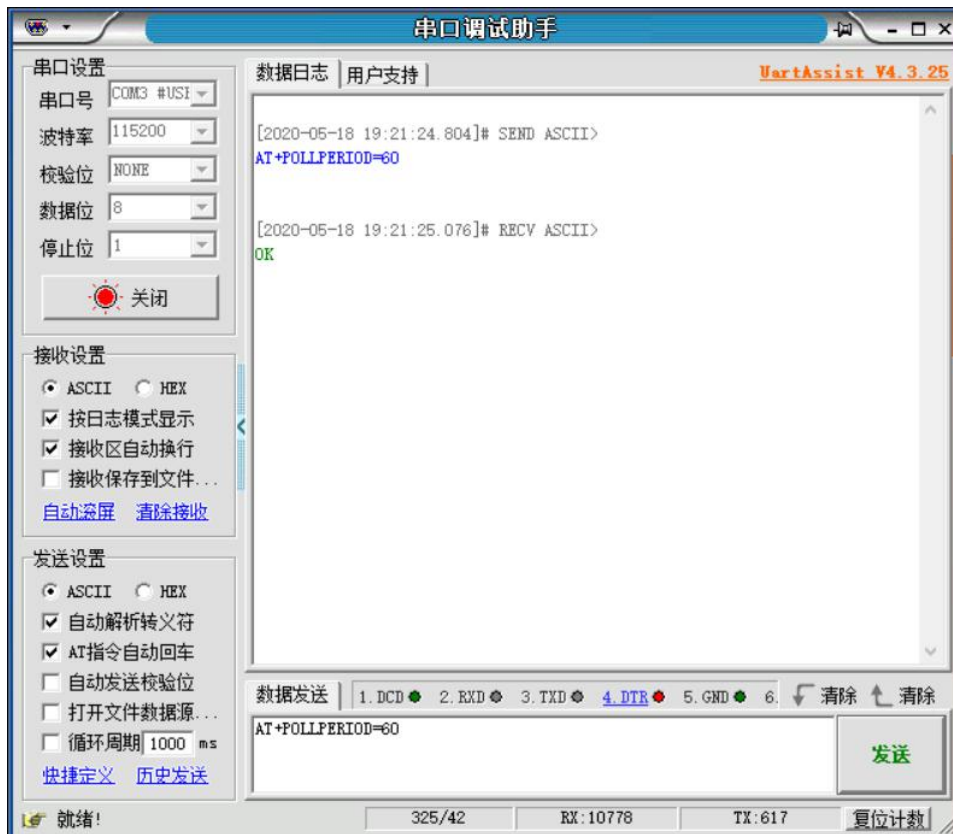 串口调试助手
串口设置
串口号 COM3 #USI
波特率 115200
校验位 NONE
数据位 8
停止位 1
关闭
接收设置
ASCII HEX
按日志模式显示
接收区自动换行
接收保存到文件...
自动滚屏 清除接收
发送设置
ASCII HEX
自动解析转义符
AT指令自动回车
自动发送校验位
打开文件数据源...
循环周期 1000 ms
快捷定义 历史发送
数据日志 用户支持 UartAssist V4.3.25
[2020-05-18 19:21:24.804]# SEND ASCII>
AT+POLLPERIOD=60
[2020-05-18 19:21:25.076]# RECV ASCII>
OK
数据发送 1.DCD 2.RXD 3.TXD 4.DTR 5.GND 6. 清除 清除
AT+POLLPERIOD=60
发送
就绪! 325/42 RX:10778 TX:617 复位计数